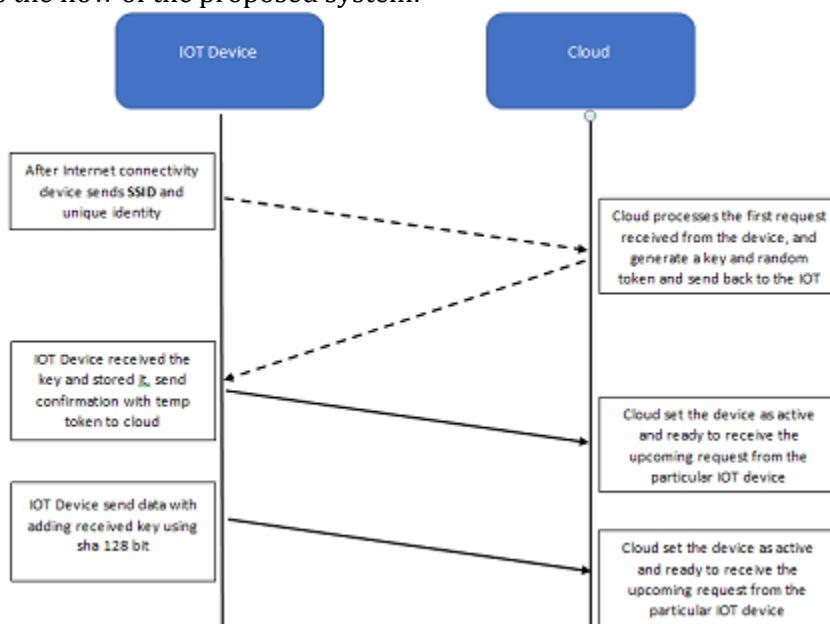 s the flow of the proposed system.
IOT Device
Cloud
After Internet connectivity
device sends SSID and
unique identity
Cloud processes the first request
received from the device, and
generate a key and random
token and send back to the IOT
IOT Device received the
key and stored it, send
confirmation with temp
token to cloud
Cloud set the device as active
and ready to receive the
upcoming request from the
particular IOT device
IOT Device send data with
adding received key using
sha 128 bit
Cloud set the device as active
and ready to receive the
upcoming request from the
particular IOT device